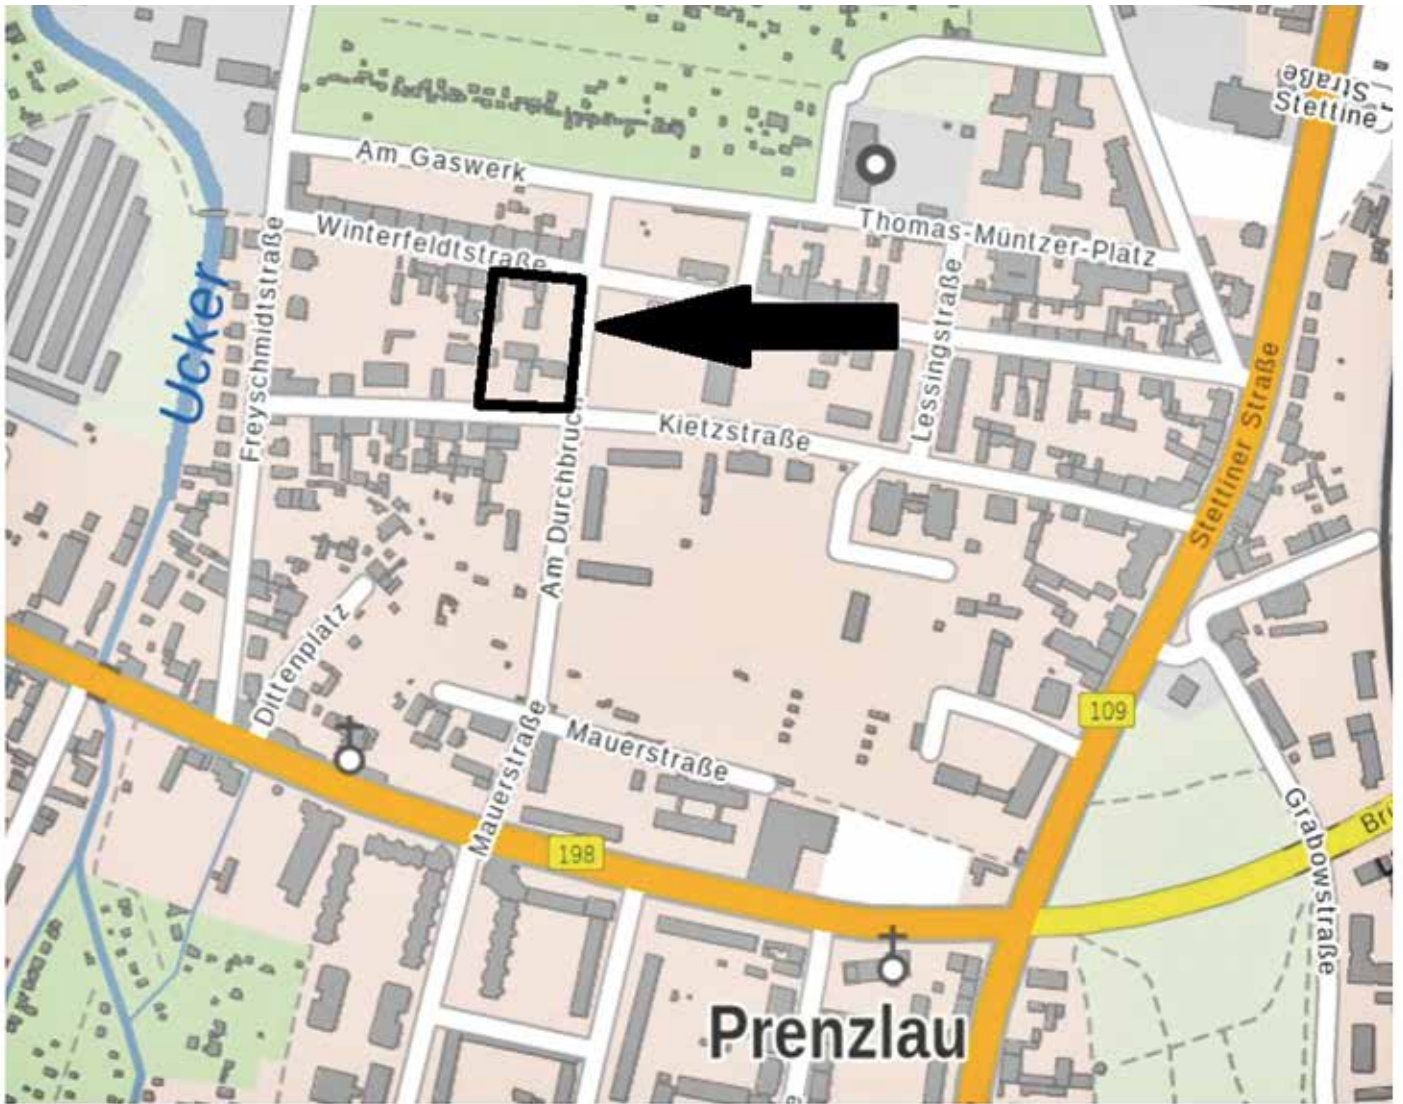 Straße
Stettine
Am Gaswerk
Thomas-Müntzer-Platz
Winterfeldtstraße
Ucker
Freyschmidtstraße
Lessingstraße
Kietzstraße
Stettiner Straße
Am Durchbruch
Dittenplatz
109
Mauerstraße
Mauerstraße
198
Grabowstraße
Prenzlau